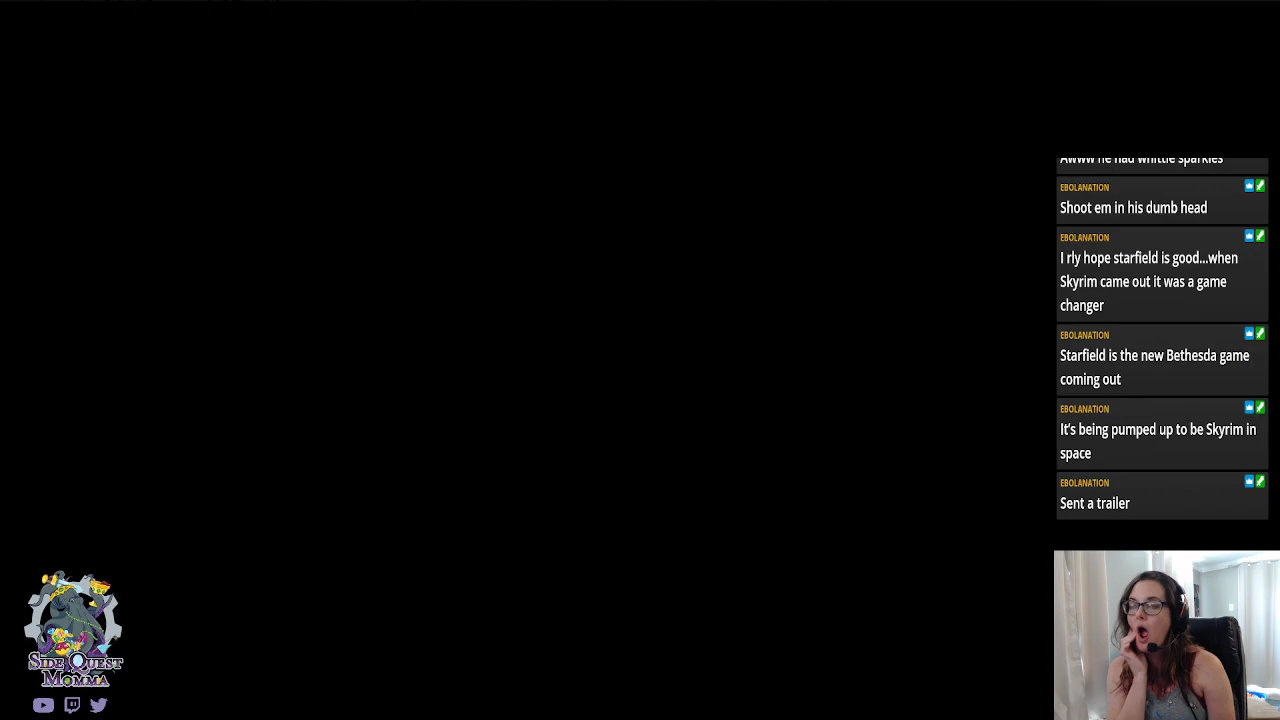 Awww he had whittle sparkles
EBOLANATION
Shoot em in his dumb head
EBOLANATION
I rly hope starfield is good...when
Skyrim came out it was a game
changer
EBOLANATION
Starfield is the new Bethesda game
coming out
EBOLANATION
It's being pumped up to be Skyrim in
space
EBOLANATION
Sent a trailer
SIDE QUEST
MOMMA